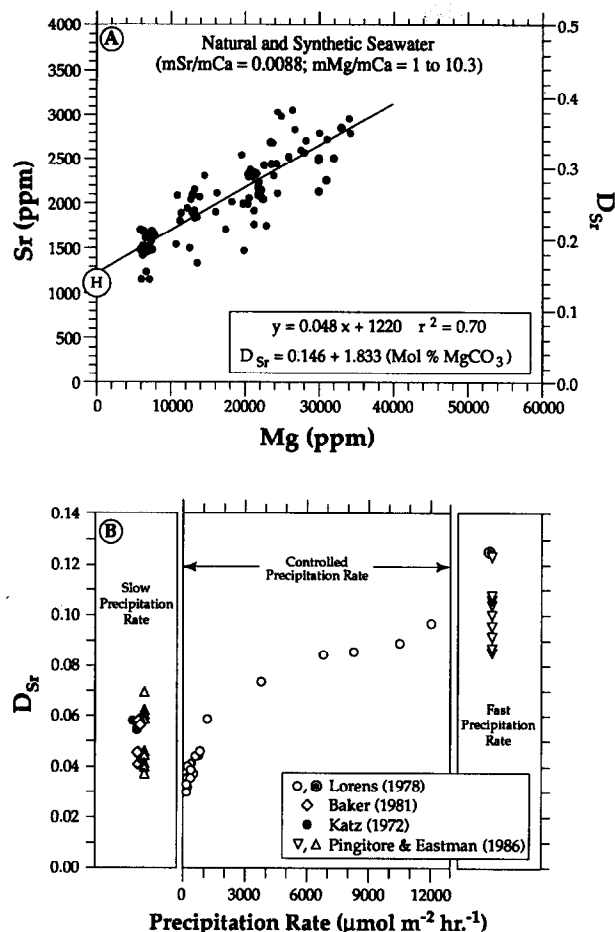 A
Natural and Synthetic Seawater
(mSr/mCa = 0.0088; mMg/mCa = 1 to 10.3)
4000
3500
3000
2500
2000
1500
1000
500
0
Sr (ppm)
0.5
0.4
0.3
0.2
0.1
0.0
D_Sr
H
y = 0.048 x + 1220 r² = 0.70
D_Sr = 0.146 + 1.833 (Mol % MgCO₃)
0 10000 20000 30000 40000 50000 60000
Mg (ppm)
B
0.14
0.12
0.10
0.08
0.06
0.04
0.02
0.00
D_Sr
Slow
Precipitation
Rate
Controlled
Precipitation Rate
Fast
Precipitation
Rate
○, ◉ Lorens (1978)
◇ Baker (1981)
● Katz (1972)
▽, △ Pingitore & Eastman (1986)
0 3000 6000 9000 12000
Precipitation Rate (µmol m⁻² hr.⁻¹)